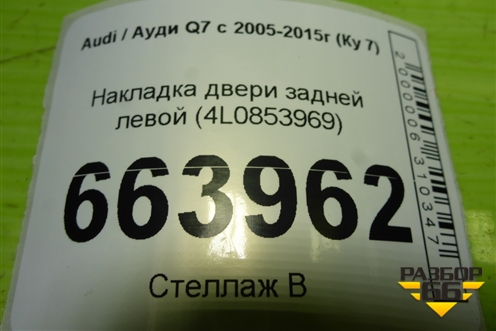 Audi / Ауди Q7 с 2005-2015г (Ку 7)
Накладка двери задней
левой (4L0853969)
663962
Стеллаж В
2000006310347
РАЗБОР
66